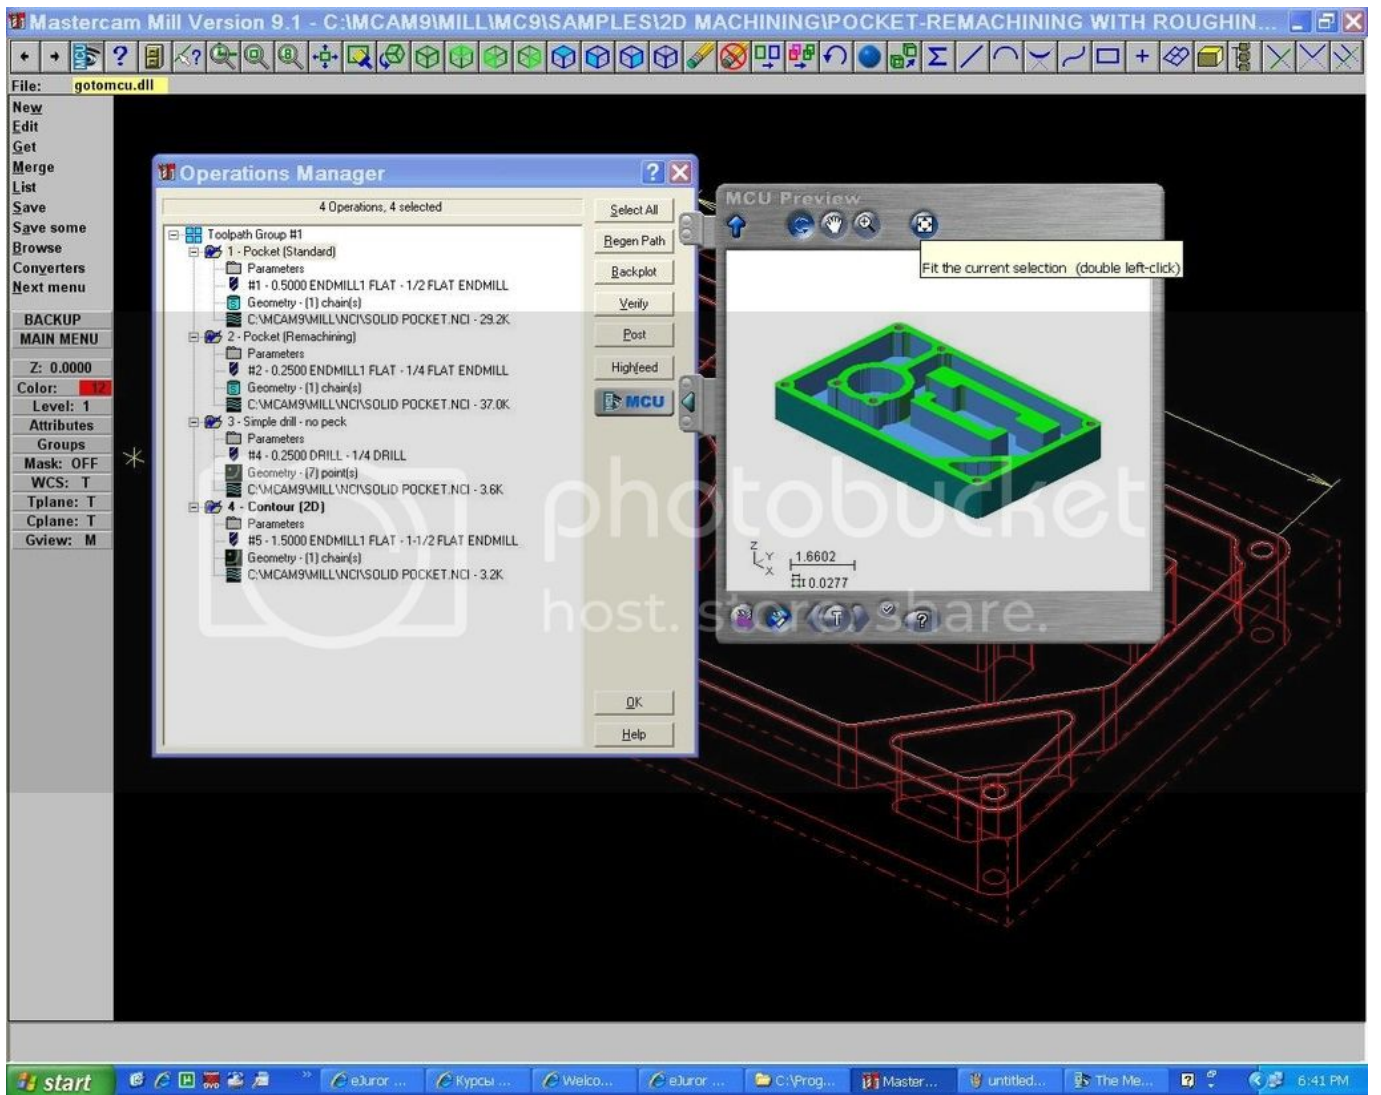 Mastercam Mill Version 9.1 - C:\MCAM9\MILL\MC9\SAMPLES\2D MACHINING\POCKET-REMACHINING WITH ROUGHIN...
File: gotomcu.dll
New
Edit
Get
Merge
List
Save
Save some
Browse
Converters
Next menu
BACKUP
MAIN MENU
Z: 0.0000
Color: 12
Level: 1
Attributes
Groups
Mask: OFF
WCS: T
Tplane: T
Cplane: T
Gview: M
Operations Manager
4 Operations, 4 selected
Toolpath Group #1
1 - Pocket (Standard)
Parameters
#1 - 0.5000 ENDMILL1 FLAT - 1/2 FLAT ENDMILL
Geometry - (1) chain(s)
C:\MCAM9\MILL\NCI\SOLID POCKET.NCI - 29.2K
2 - Pocket (Remachining)
Parameters
#2 - 0.2500 ENDMILL1 FLAT - 1/4 FLAT ENDMILL
Geometry - (1) chain(s)
C:\MCAM9\MILL\NCI\SOLID POCKET.NCI - 37.0K
3 - Simple drill - no peck
Parameters
#4 - 0.2500 DRILL - 1/4 DRILL
Geometry - (7) point(s)
C:\MCAM9\MILL\NCI\SOLID POCKET.NCI - 3.6K
4 - Contour (2D)
Parameters
#5 - 1.5000 ENDMILL1 FLAT - 1-1/2 FLAT ENDMILL
Geometry - (1) chain(s)
C:\MCAM9\MILL\NCI\SOLID POCKET.NCI - 3.2K
Select All
Regen Path
Backplot
Verify
Post
Highfeed
MCU
OK
Help
MCU Preview
Fit the current selection (double left-click)
Z
Y
X
1.6602
0.0277
photobucket
host. store. share.
start
eJuror ...
Курсы ...
Welco...
eJuror ...
C:\Prog...
Master...
untitled...
The Me...
6:41 PM